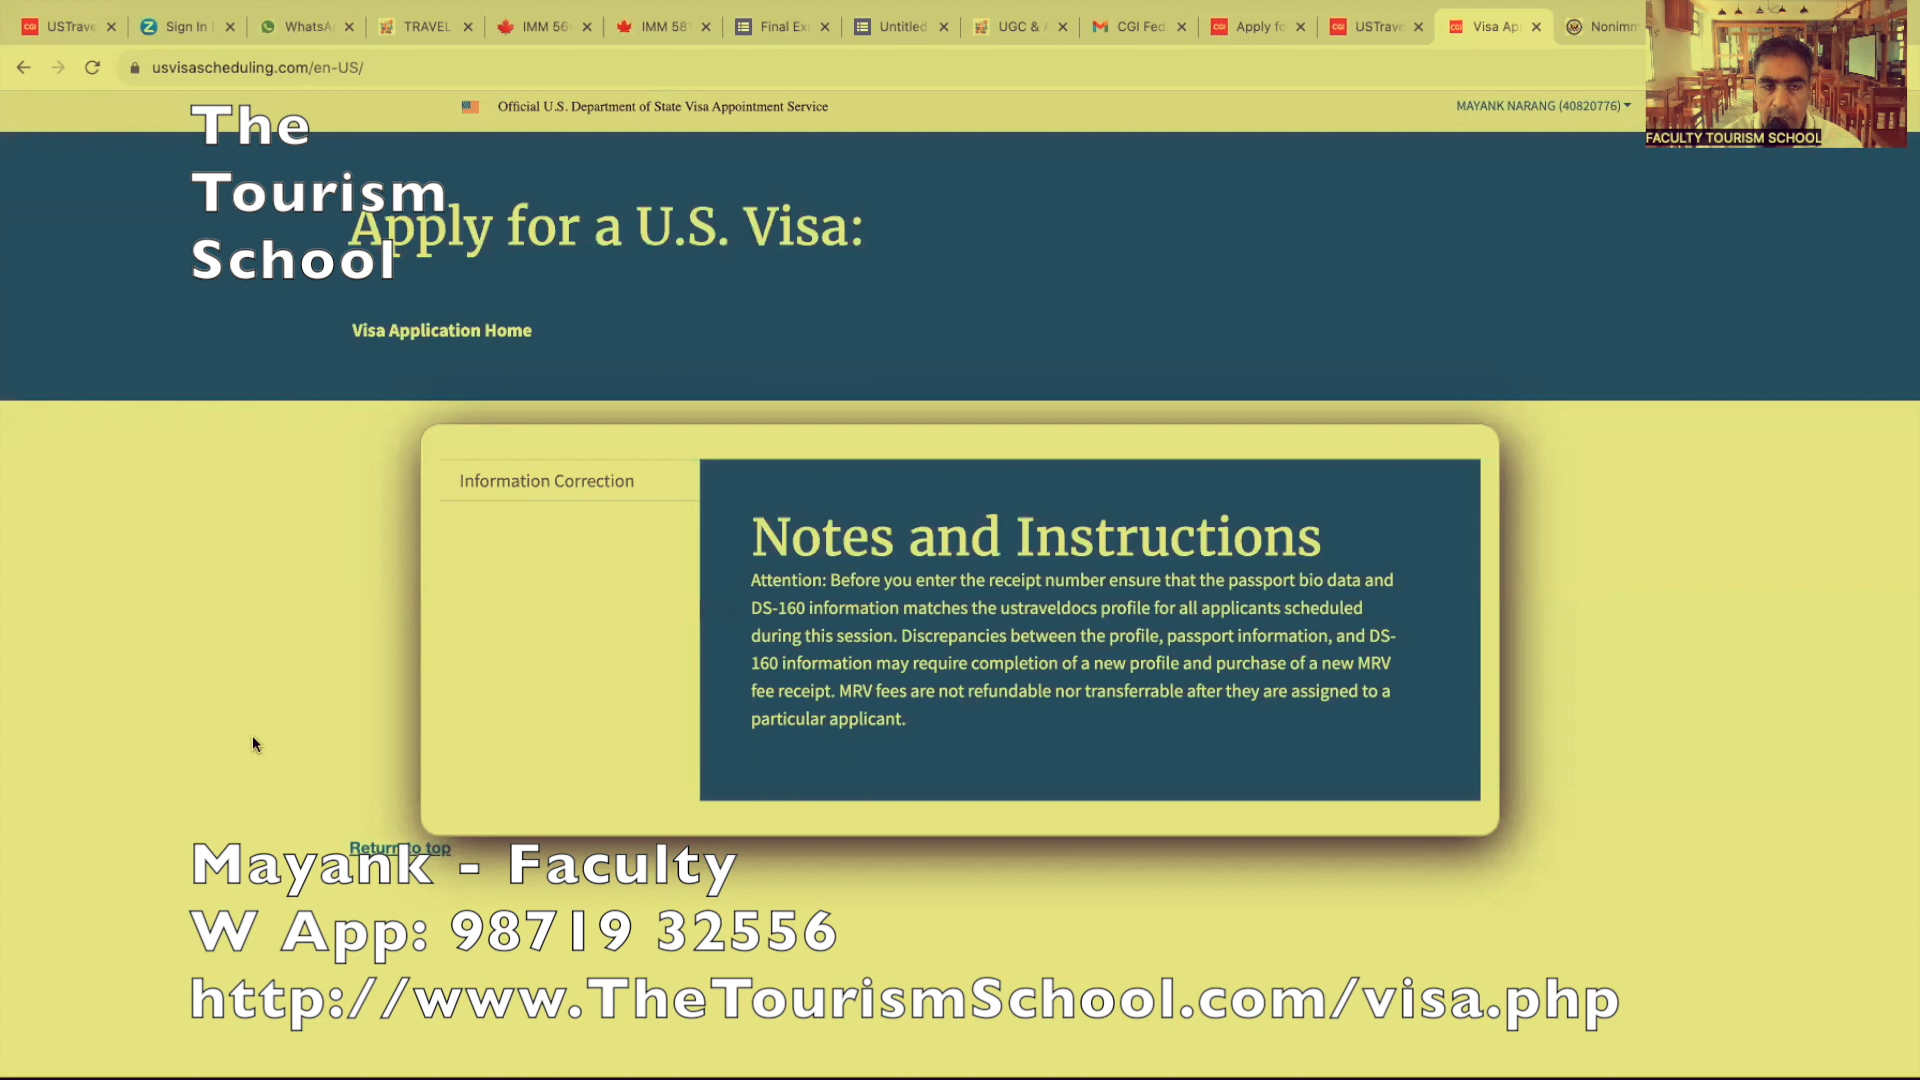 USTrave
Sign In
WhatsA
TRAVEL
IMM 56
IMM 58
Final Ex
Untitled
UGC &
CGI Fed
Apply fo
USTrave
Visa Ap
Nonimm
usvisascheduling.com/en-US/
Official U.S. Department of State Visa Appointment Service
MAYANK NARANG (40820776)
FACULTY TOURISM SCHOOL
The
Tourism
School
Apply for a U.S. Visa:
Visa Application Home
Information Correction
Notes and Instructions
Attention: Before you enter the receipt number ensure that the passport bio data and
DS-160 information matches the ustraveldocs profile for all applicants scheduled
during this session. Discrepancies between the profile, passport information, and DS-
160 information may require completion of a new profile and purchase of a new MRV
fee receipt. MRV fees are not refundable nor transferrable after they are assigned to a
particular applicant.
Return to top
Mayank - Faculty
W App: 98719 32556
http://www.TheTourismSchool.com/visa.php